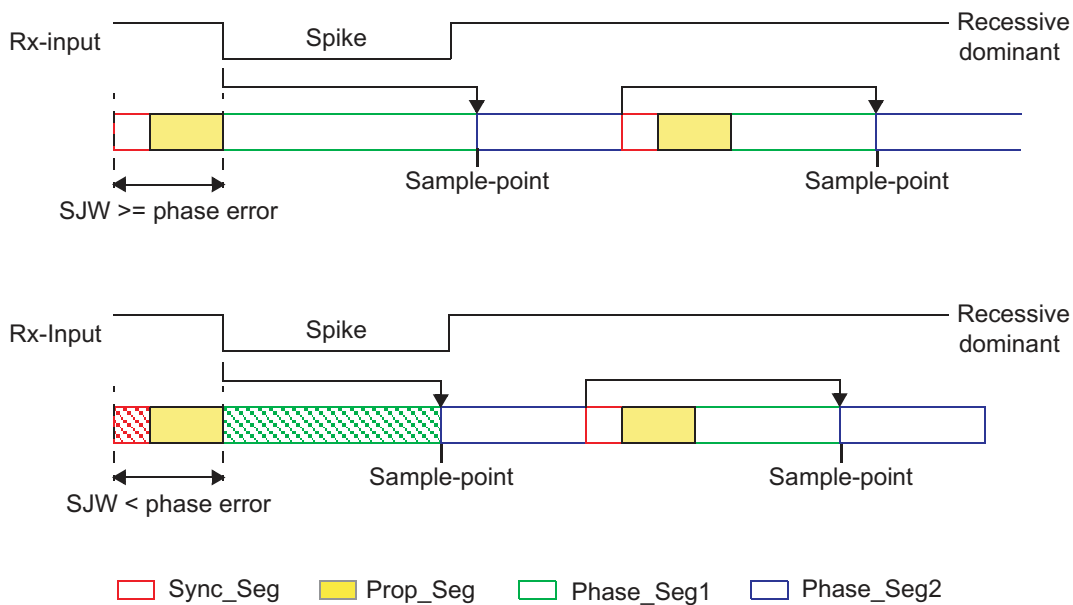 Rx-input
Spike
Recessive
dominant
Sample-point
Sample-point
SJW >= phase error
Rx-Input
Spike
Recessive
dominant
Sample-point
Sample-point
SJW < phase error
Sync_Seg
Prop_Seg
Phase_Seg1
Phase_Seg2